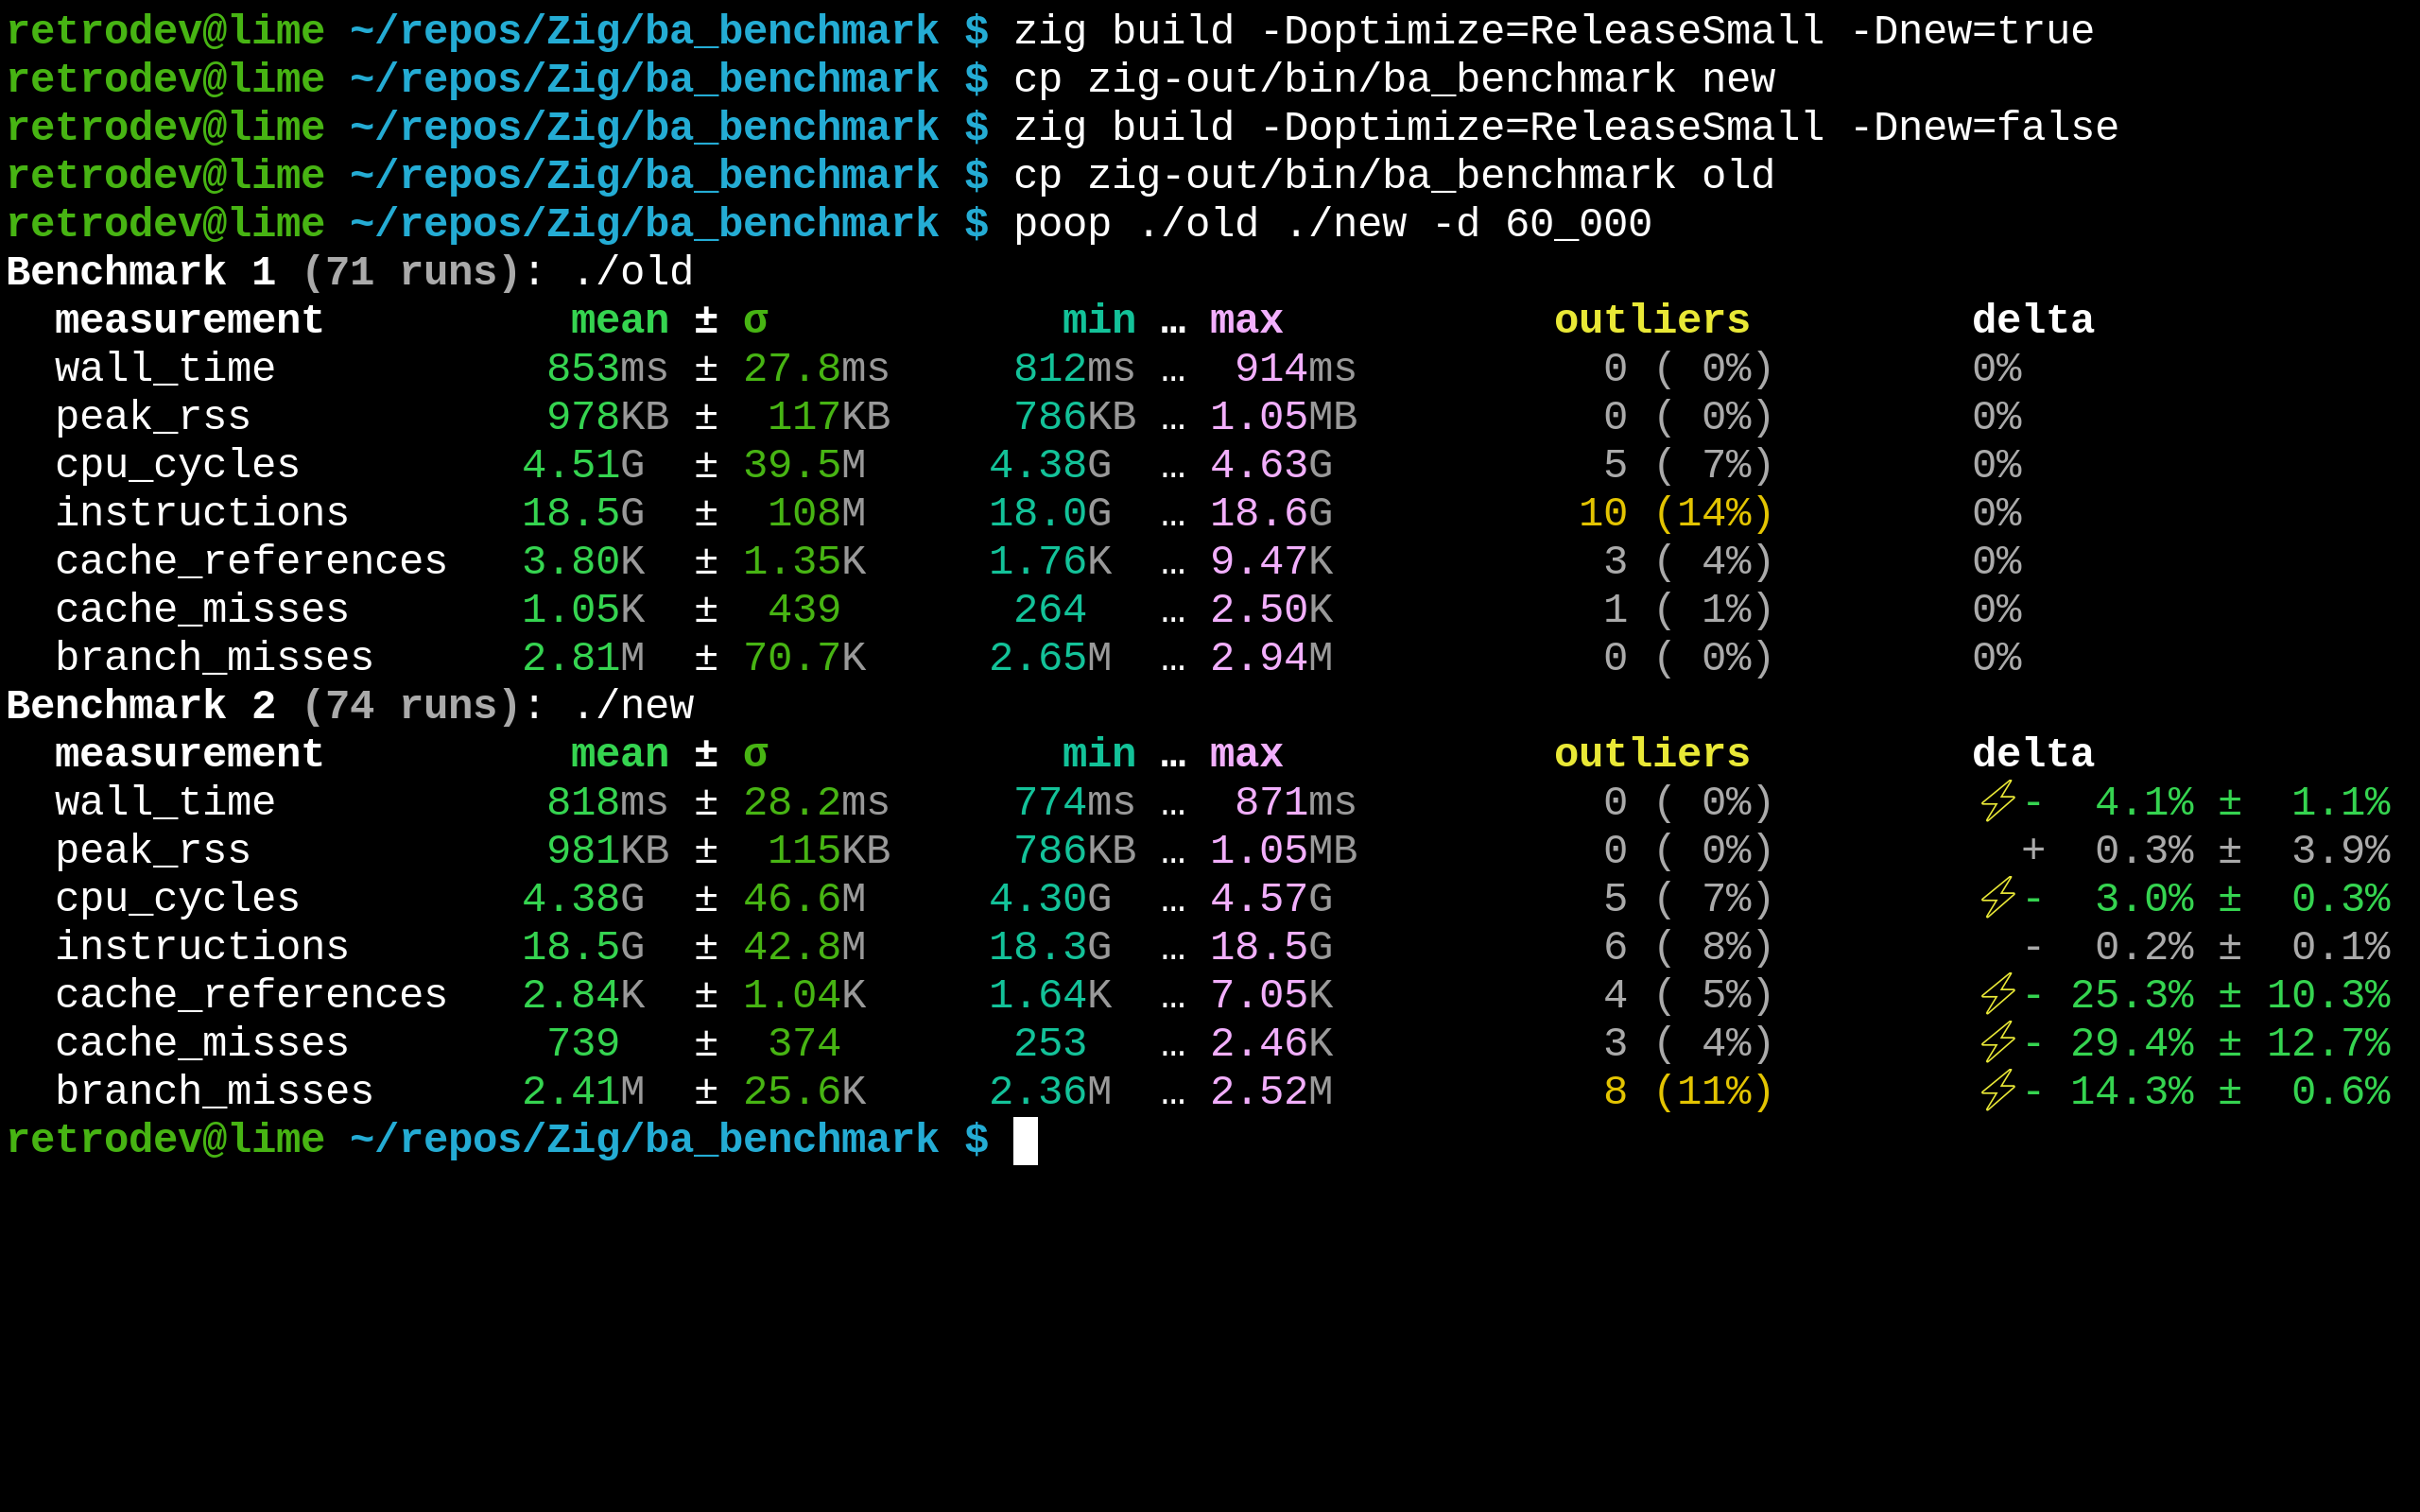 retrodev@lime ~/repos/Zig/ba_benchmark $ zig build -Doptimize=ReleaseSmall -Dnew=true
retrodev@lime ~/repos/Zig/ba_benchmark $ cp zig-out/bin/ba_benchmark new
retrodev@lime ~/repos/Zig/ba_benchmark $ zig build -Doptimize=ReleaseSmall -Dnew=false
retrodev@lime ~/repos/Zig/ba_benchmark $ cp zig-out/bin/ba_benchmark old
retrodev@lime ~/repos/Zig/ba_benchmark $ poop ./old ./new -d 60_000
Benchmark 1 (71 runs): ./old
  measurement          mean ± σ            min … max           outliers         delta
  wall_time           853ms ± 27.8ms     812ms …  914ms          0 ( 0%)        0%
  peak_rss            978KB ±  117KB     786KB … 1.05MB          0 ( 0%)        0%
  cpu_cycles         4.51G  ± 39.5M     4.38G  … 4.63G           5 ( 7%)        0%
  instructions       18.5G  ±  108M     18.0G  … 18.6G          10 (14%)        0%
  cache_references   3.80K  ± 1.35K     1.76K  … 9.47K           3 ( 4%)        0%
  cache_misses       1.05K  ±  439       264   … 2.50K           1 ( 1%)        0%
  branch_misses      2.81M  ± 70.7K     2.65M  … 2.94M           0 ( 0%)        0%
Benchmark 2 (74 runs): ./new
  measurement          mean ± σ            min … max           outliers         delta
  wall_time           818ms ± 28.2ms     774ms …  871ms          0 ( 0%)        ⚡-  4.1% ±  1.1%
  peak_rss            981KB ±  115KB     786KB … 1.05MB          0 ( 0%)          +  0.3% ±  3.9%
  cpu_cycles         4.38G  ± 46.6M     4.30G  … 4.57G           5 ( 7%)        ⚡-  3.0% ±  0.3%
  instructions       18.5G  ± 42.8M     18.3G  … 18.5G           6 ( 8%)          -  0.2% ±  0.1%
  cache_references   2.84K  ± 1.04K     1.64K  … 7.05K           4 ( 5%)        ⚡- 25.3% ± 10.3%
  cache_misses        739   ±  374       253   … 2.46K           3 ( 4%)        ⚡- 29.4% ± 12.7%
  branch_misses      2.41M  ± 25.6K     2.36M  … 2.52M           8 (11%)        ⚡- 14.3% ±  0.6%
retrodev@lime ~/repos/Zig/ba_benchmark $